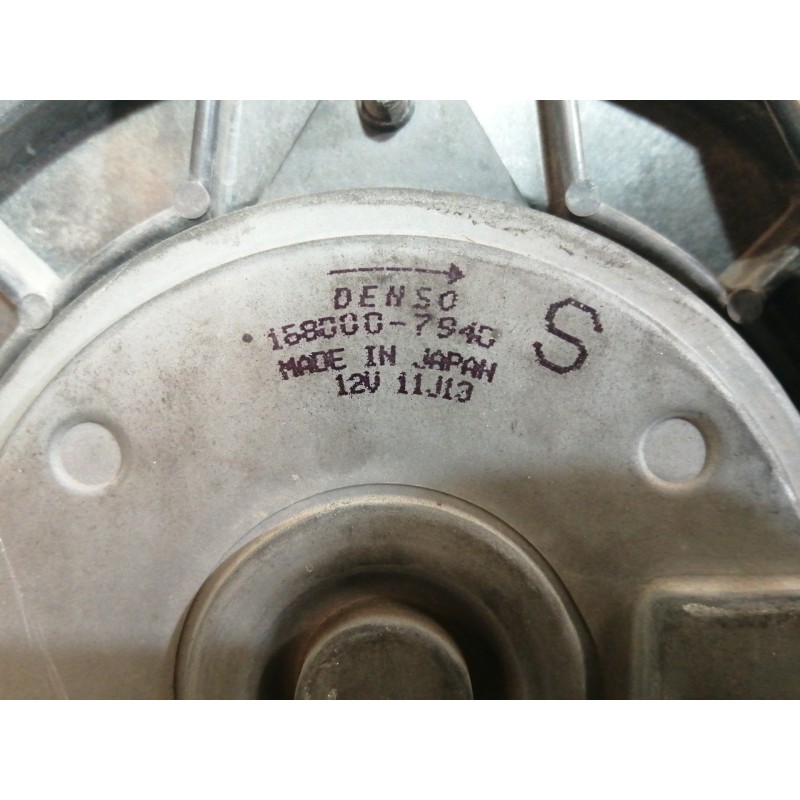 DENSO
168000-7940
MADE IN JAPAN
12V 11J13
S